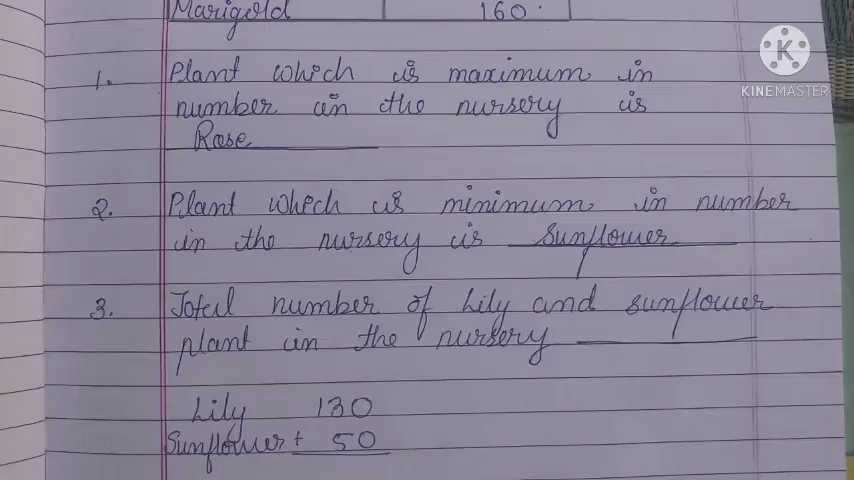 Marigold 160.
K
KINEMASTER
1. Plant which is maximum in
number in the nursery is
Rose
2. Plant which is minimum in number
in the nursery is Sunflower
3. Total number of Lily and sunflower
plant in the nursery
Lily 130
Sunflower + 50